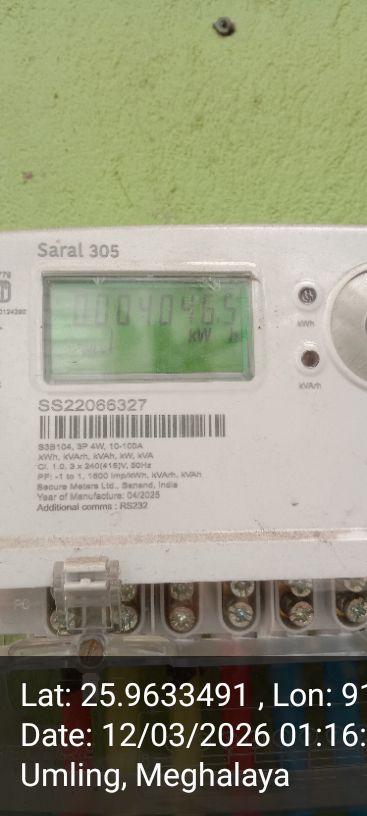 Saral 305
kWh
kVArh
SS22066327
S3B104, 3P 4W, 10-100A
kWh, kVArh, kVAh, kW, kVA
Cl. 1.0, 3 x 240(415)V, 50Hz
PF: -1 to 1, 1600 imp/kWh, kVArh, kVAh
Secure Meters Ltd., Sanand, India
Year of Manufacture: 04/2025
Additional comms : RS232
Lat: 25.9633491 , Lon: 91
Date: 12/03/2026 01:16:
Umling, Meghalaya